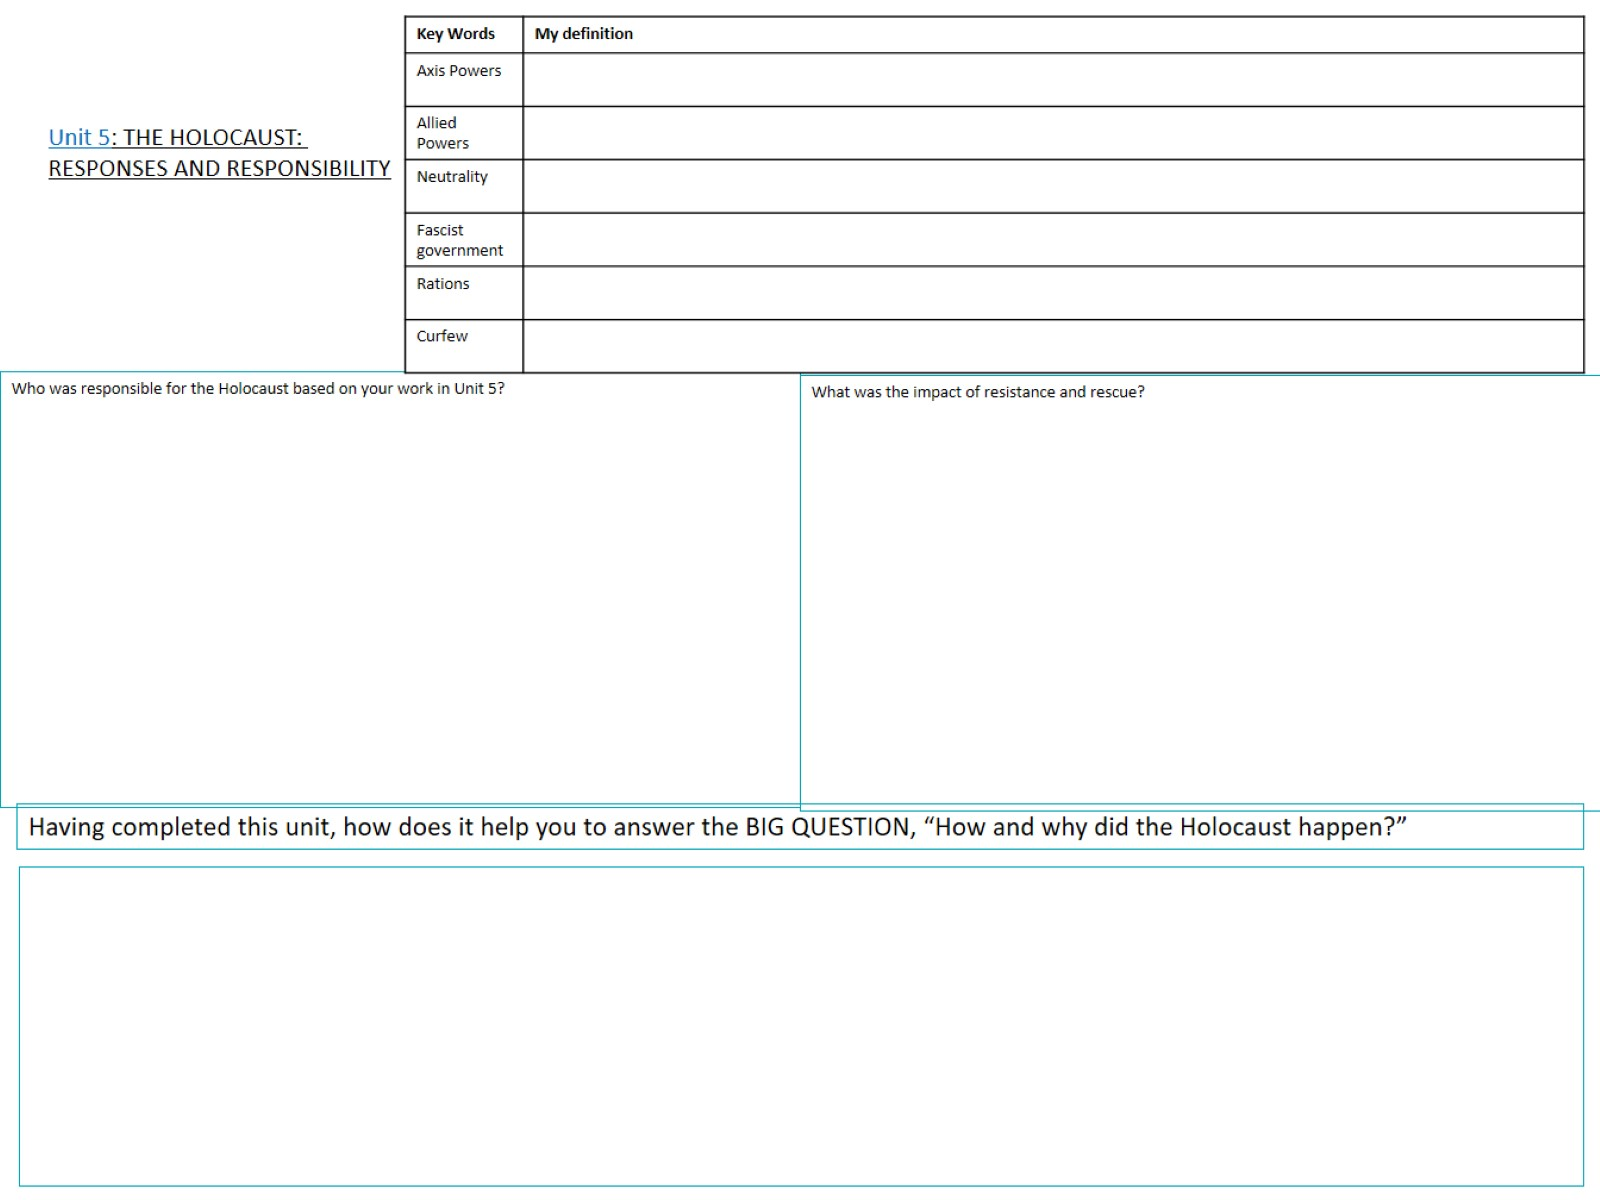 Unit 5: THE HOLOCAUST:
RESPONSES AND RESPONSIBILITY
Key Words My definition
Axis Powers
Allied
Powers
Neutrality
Fascist
government
Rations
Curfew
Who was responsible for the Holocaust based on your work in Unit 5?
What was the impact of resistance and rescue?
Having completed this unit, how does it help you to answer the BIG QUESTION, “How and why did the Holocaust happen?”